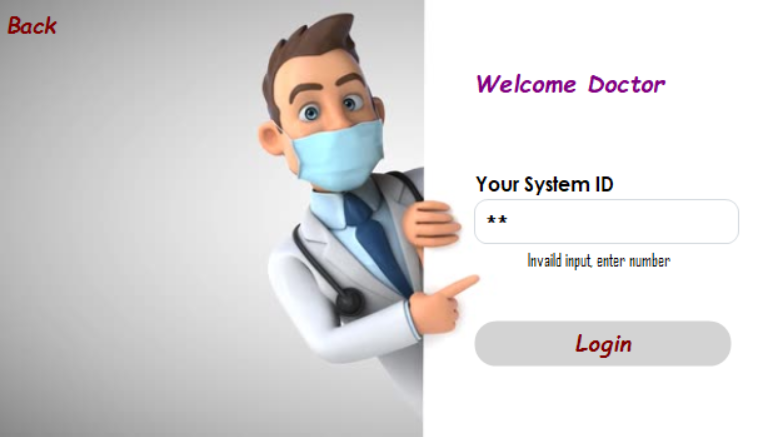 Back
Welcome Doctor
Your System ID
**
Invaild input, enter number
Login